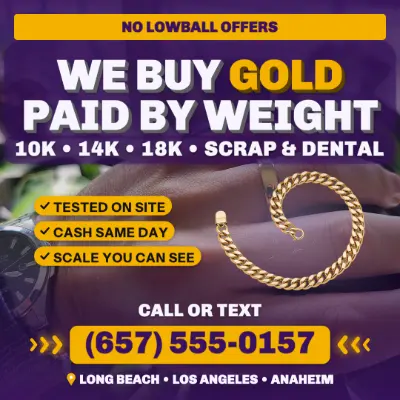 NO LOWBALL OFFERS
WE BUY GOLD
PAID BY WEIGHT
10K • 14K • 18K • SCRAP & DENTAL
TESTED ON SITE
CASH SAME DAY
SCALE YOU CAN SEE
CALL OR TEXT
(657) 555-0157
LONG BEACH • LOS ANGELES • ANAHEIM